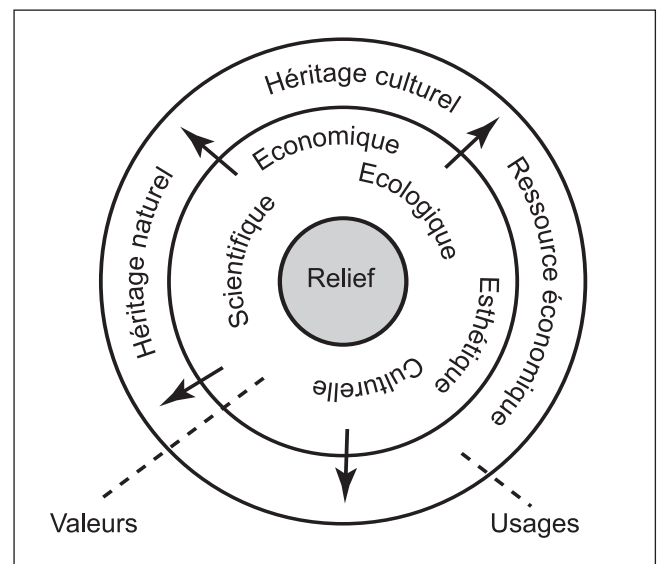 Héritage culturel
Economique
Ecologique
Scientifique
Héritage naturel
Ressource économique
Relief
Esthétique
Culturelle
Valeurs
Usages